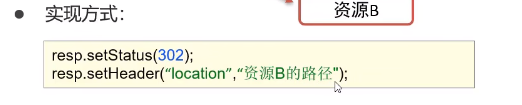 资源B
● 实现方式：
resp.setStatus(302);
resp.setHeader(“location”,“资源B的路径");